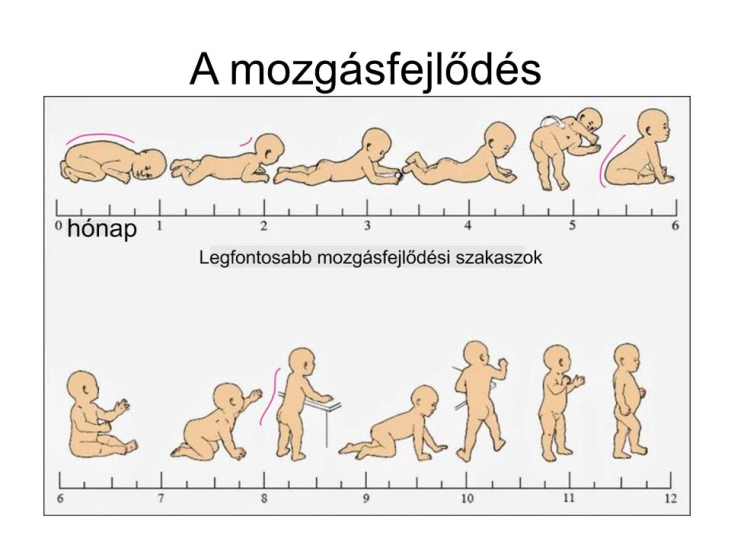 A mozgásfejlődés
0 hónap 1 2 3 4 5 6
Legfontosabb mozgásfejlődési szakaszok
6 7 8 9 10 11 12